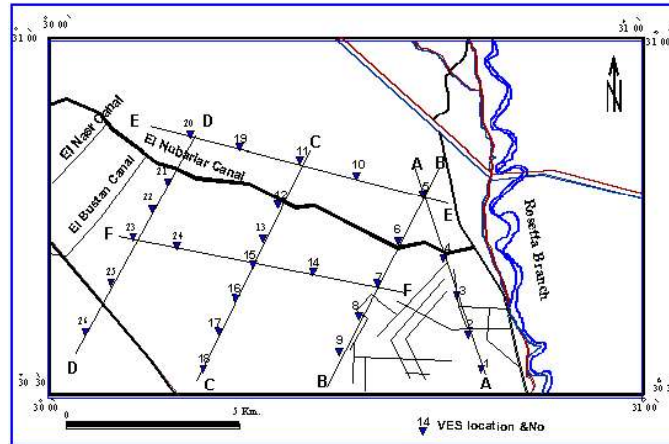 30 00
31 00
31 00
31 00
N
E
20
D
19
C
El Nasr Canal
El Nubariar Canal
11
A
B
10
El Bustan Canal
21
5
22
12
E
F
23
24
13
6
4
Rosetta Branch
15
14
7
F
25
16
3
8
26
17
2
9
18
1
D
C
B
A
30 30
30 30
30 00
31 00
0
5 Km.
14
VES location &No